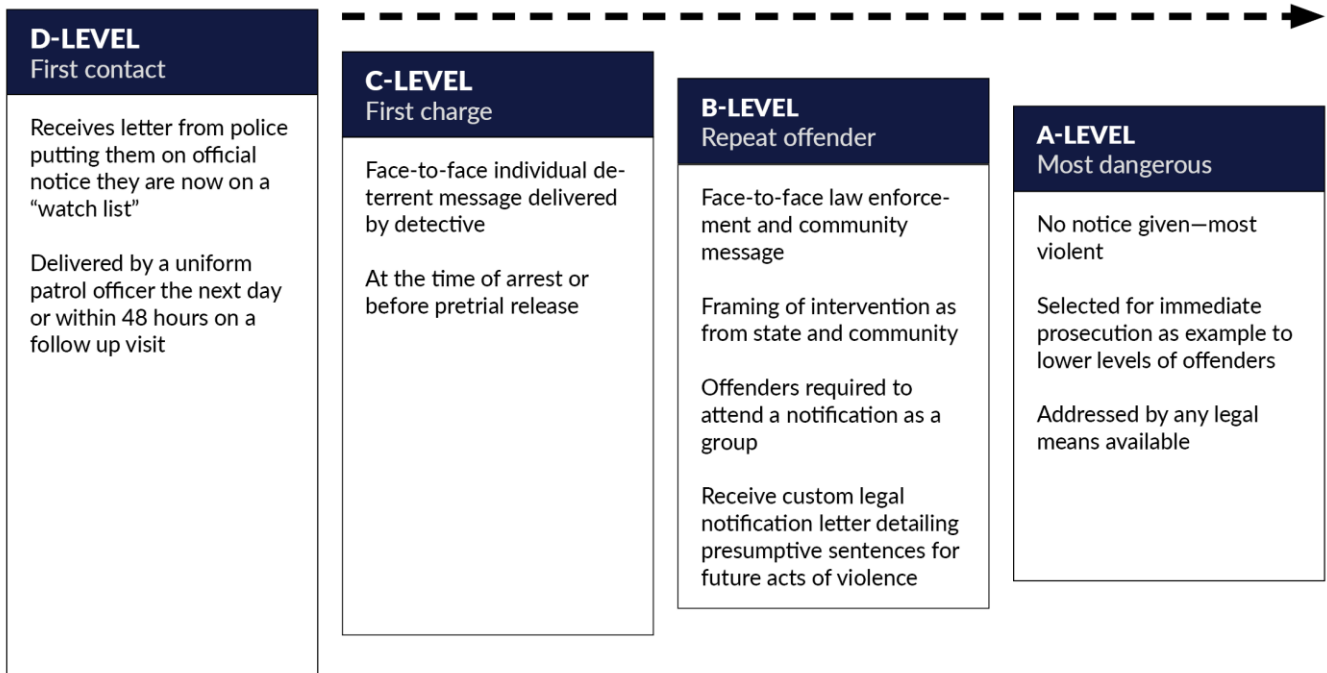 D-LEVEL
First contact
Receives letter from police
putting them on official
notice they are now on a
“watch list”
Delivered by a uniform
patrol officer the next day
or within 48 hours on a
follow up visit
C-LEVEL
First charge
Face-to-face individual de-
terrent message delivered
by detective
At the time of arrest or
before pretrial release
B-LEVEL
Repeat offender
Face-to-face law enforce-
ment and community
message
Framing of intervention as
from state and community
Offenders required to
attend a notification as a
group
Receive custom legal
notification letter detailing
presumptive sentences for
future acts of violence
A-LEVEL
Most dangerous
No notice given—most
violent
Selected for immediate
prosecution as example to
lower levels of offenders
Addressed by any legal
means available